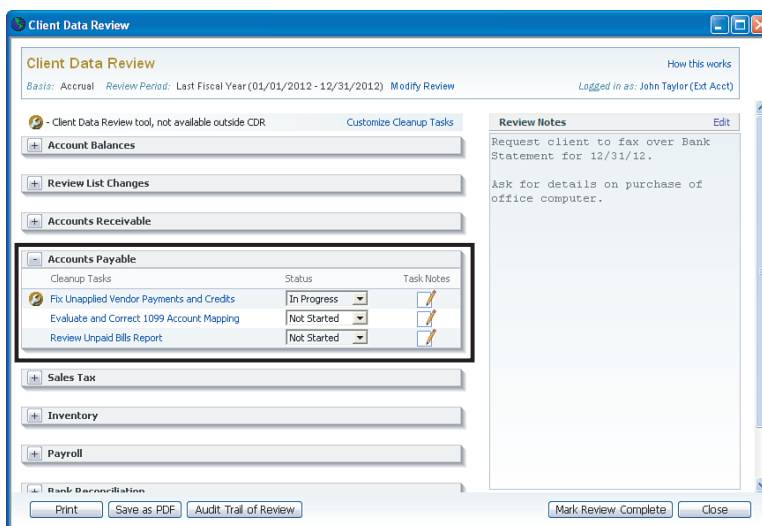 Client Data Review
Client Data Review
How this works
Basis: Accrual Review Period: Last Fiscal Year (01/01/2012 - 12/31/2012) Modify Review
Logged in as: John Taylor (Ext Acct)
- Client Data Review tool, not available outside CDR
Customize Cleanup Tasks
+ Account Balances
+ Review List Changes
+ Accounts Receivable
- Accounts Payable
Cleanup Tasks Status Task Notes
Fix Unapplied Vendor Payments and Credits In Progress
Evaluate and Correct 1099 Account Mapping Not Started
Review Unpaid Bills Report Not Started
+ Sales Tax
+ Inventory
+ Payroll
+ Bank Reconciliation
Review Notes Edit
Request client to fax over Bank
Statement for 12/31/12.
Ask for details on purchase of
office computer.
Print Save as PDF Audit Trail of Review Mark Review Complete Close